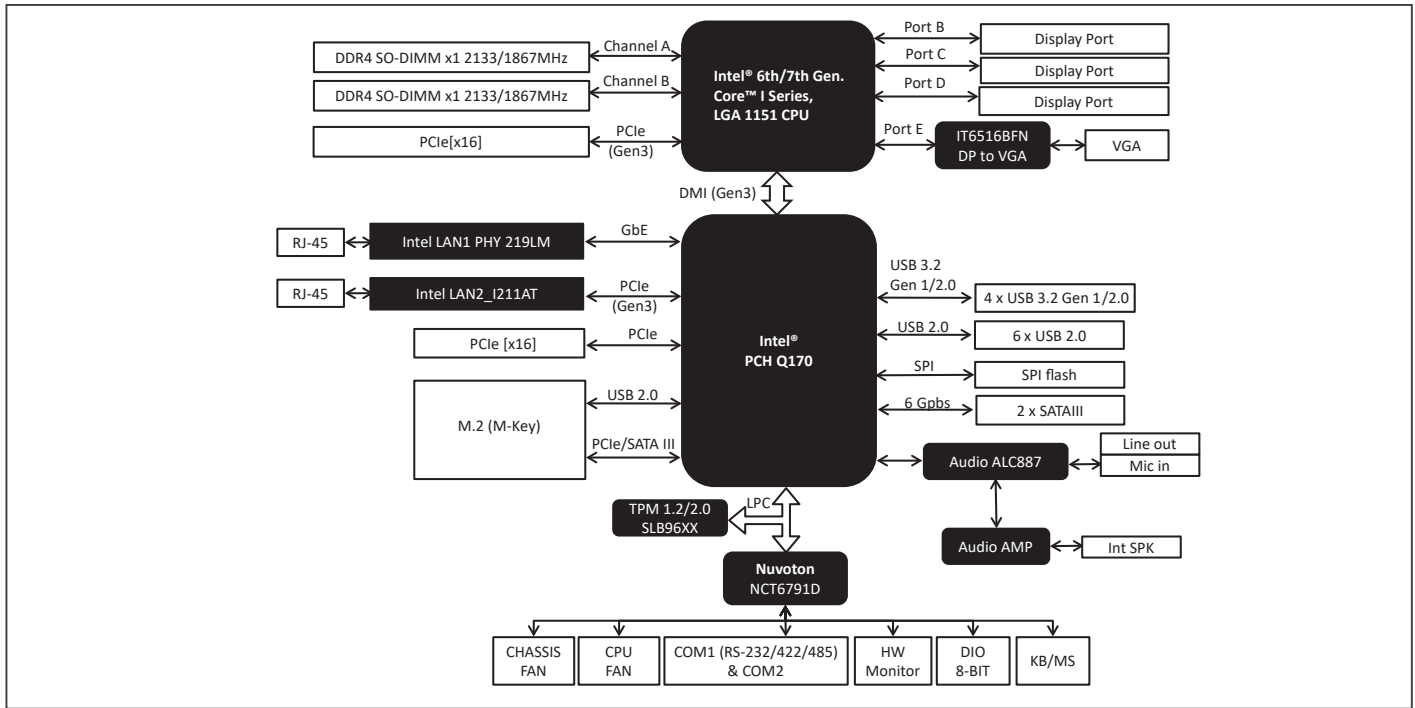 DDR4 SO-DIMM x1 2133/1867MHz
Channel A
DDR4 SO-DIMM x1 2133/1867MHz
Channel B
PCIe[x16]
PCIe
(Gen3)
Intel® 6th/7th Gen.
Core™ I Series,
LGA 1151 CPU
Port B
Display Port
Port C
Display Port
Port D
Display Port
Port E
IT6516BFN
DP to VGA
VGA
DMI (Gen3)
RJ-45
Intel LAN1 PHY 219LM
GbE
RJ-45
Intel LAN2_I211AT
PCIe
(Gen3)
PCIe [x16]
PCIe
M.2 (M-Key)
USB 2.0
PCIe/SATA III
Intel®
PCH Q170
USB 3.2
Gen 1/2.0
4 x USB 3.2 Gen 1/2.0
USB 2.0
6 x USB 2.0
SPI
SPI flash
6 Gpbs
2 x SATAIII
Audio ALC887
Line out
Mic in
Audio AMP
Int SPK
TPM 1.2/2.0
SLB96XX
LPC
Nuvoton
NCT6791D
CHASSIS
FAN
CPU
FAN
COM1 (RS-232/422/485)
& COM2
HW
Monitor
DIO
8-BIT
KB/MS